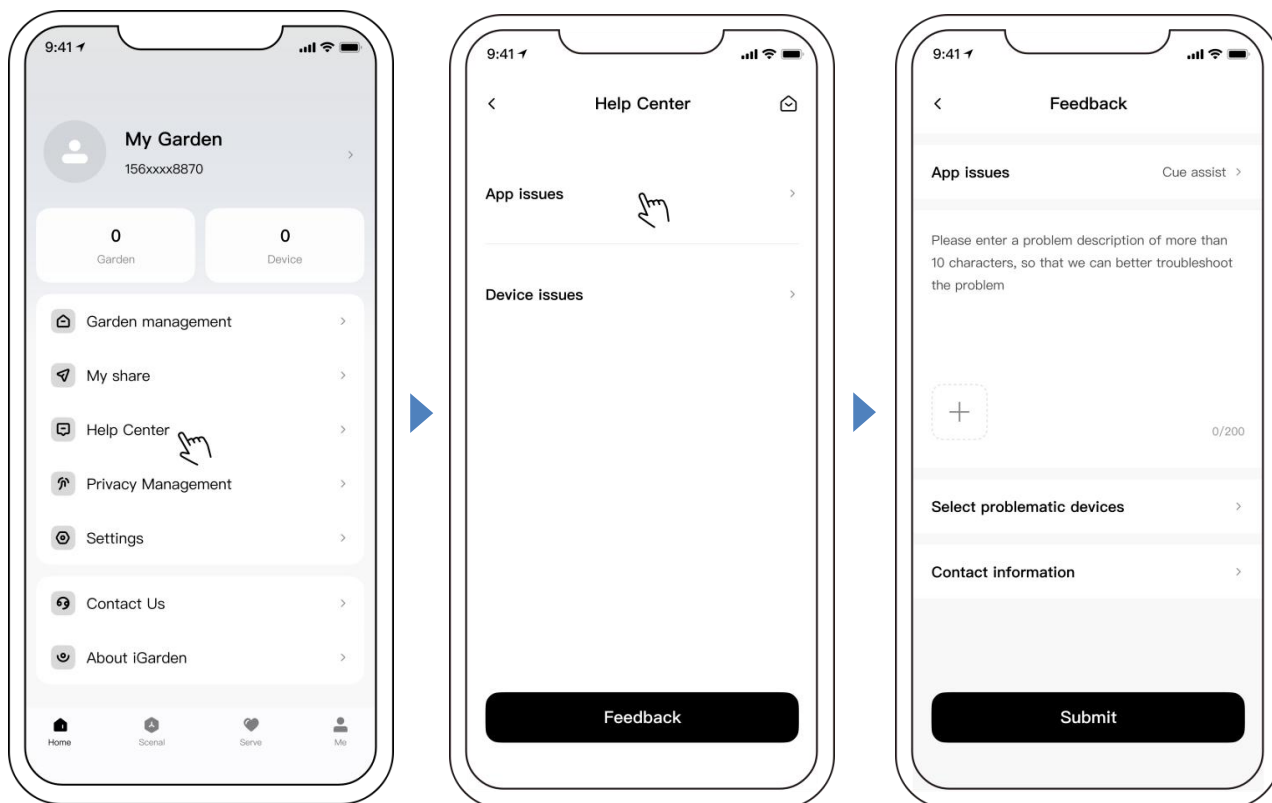 9:41
My Garden
156xxxx8870
0
Garden
0
Device
Garden management
My share
Help Center
Privacy Management
Settings
Contact Us
About iGarden
Home
Scenal
Serve
Me
9:41
Help Center
App issues
Device issues
Feedback
9:41
Feedback
App issues
Cue assist
Please enter a problem description of more than
10 characters, so that we can better troubleshoot
the problem
0/200
Select problematic devices
Contact information
Submit